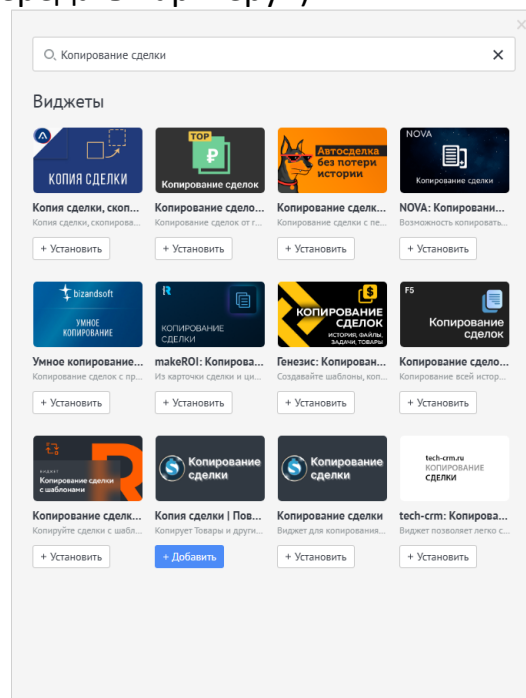 Копирование сделки
Виджеты
КОПИЯ СДЕЛКИ
TOP
₽
Копирование сделок
Автосделка
без потери
истории
NOVA
Копирование сделки
Копия сделки, скоп...
Копирование сдело...
Копирование сделк...
NOVA: Копировани...
Копия сделки, скопирова...
Копирование сделок от г...
Копирование сделки с пе...
Возможность копировать...
+ Установить
+ Установить
+ Установить
+ Установить
bizandsoft
УМНОЕ
КОПИРОВАНИЕ
R
КОПИРОВАНИЕ
СДЕЛКИ
$
КОПИРОВАНИЕ
СДЕЛОК
ИСТОРИЯ, ФАЙЛЫ,
ЗАДАЧИ, ТОВАРЫ
F5
Копирование
сделок
Умное копирование...
makeROI: Копирова...
Генезис: Копирован...
Копирование сдело...
Копирование сделок с пр...
Из карточки сделки и ци...
Создавайте шаблоны, коп...
Копирование всей истор...
+ Установить
+ Установить
+ Установить
+ Установить
ВИДЖЕТ
Копирование сделки
с шаблонами
R
S
Копирование
сделки
S
Копирование
сделки
tech-crm.ru
КОПИРОВАНИЕ
СДЕЛКИ
Копирование сделк...
Копия сделки | Пов...
Копирование сделки
tech-crm: Копирова...
Копируйте сделки с шабл...
Копирует Товары и други...
Виджет для копирования...
Виджет позволяет легко с...
+ Установить
+ Добавить
+ Установить
+ Установить